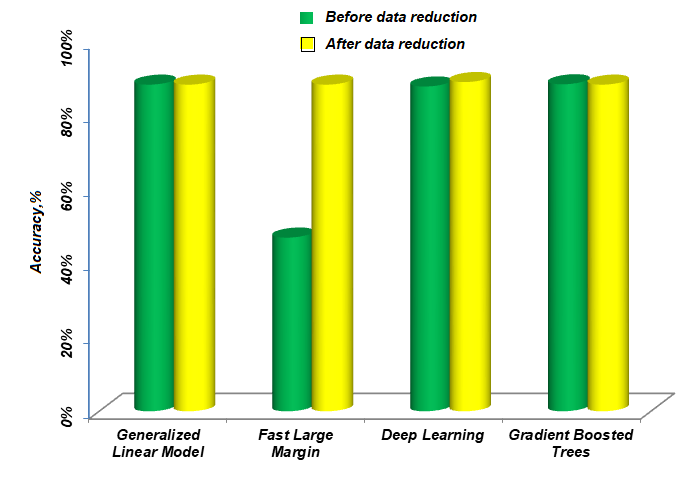 Before data reduction
After data reduction
100%
80%
60%
40%
20%
0%
Accuracy,%
Generalized
Linear Model
Fast Large
Margin
Deep Learning
Gradient Boosted
Trees